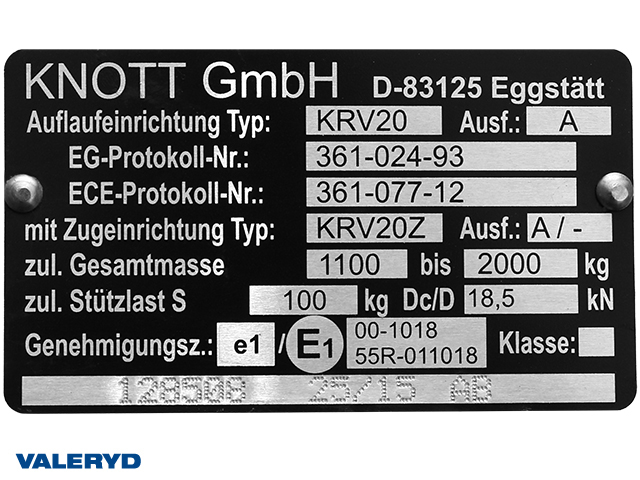 KNOTT GmbH D-83125 Eggstätt
Auflaufeinrichtung Typ: KRV20 Ausf.: A
EG-Protokoll-Nr.: 361-024-93
ECE-Protokoll-Nr.: 361-077-12
mit Zugeinrichtung Typ: KRV20Z Ausf.: A / -
zul. Gesamtmasse 1100 bis 2000 kg
zul. Stützlast S 100 kg Dc/D 18,5 kN
Genehmigungsz.: e1 / E1 00-1018 Klasse:
55R-011018
128508 25/15 AB
VALERYD